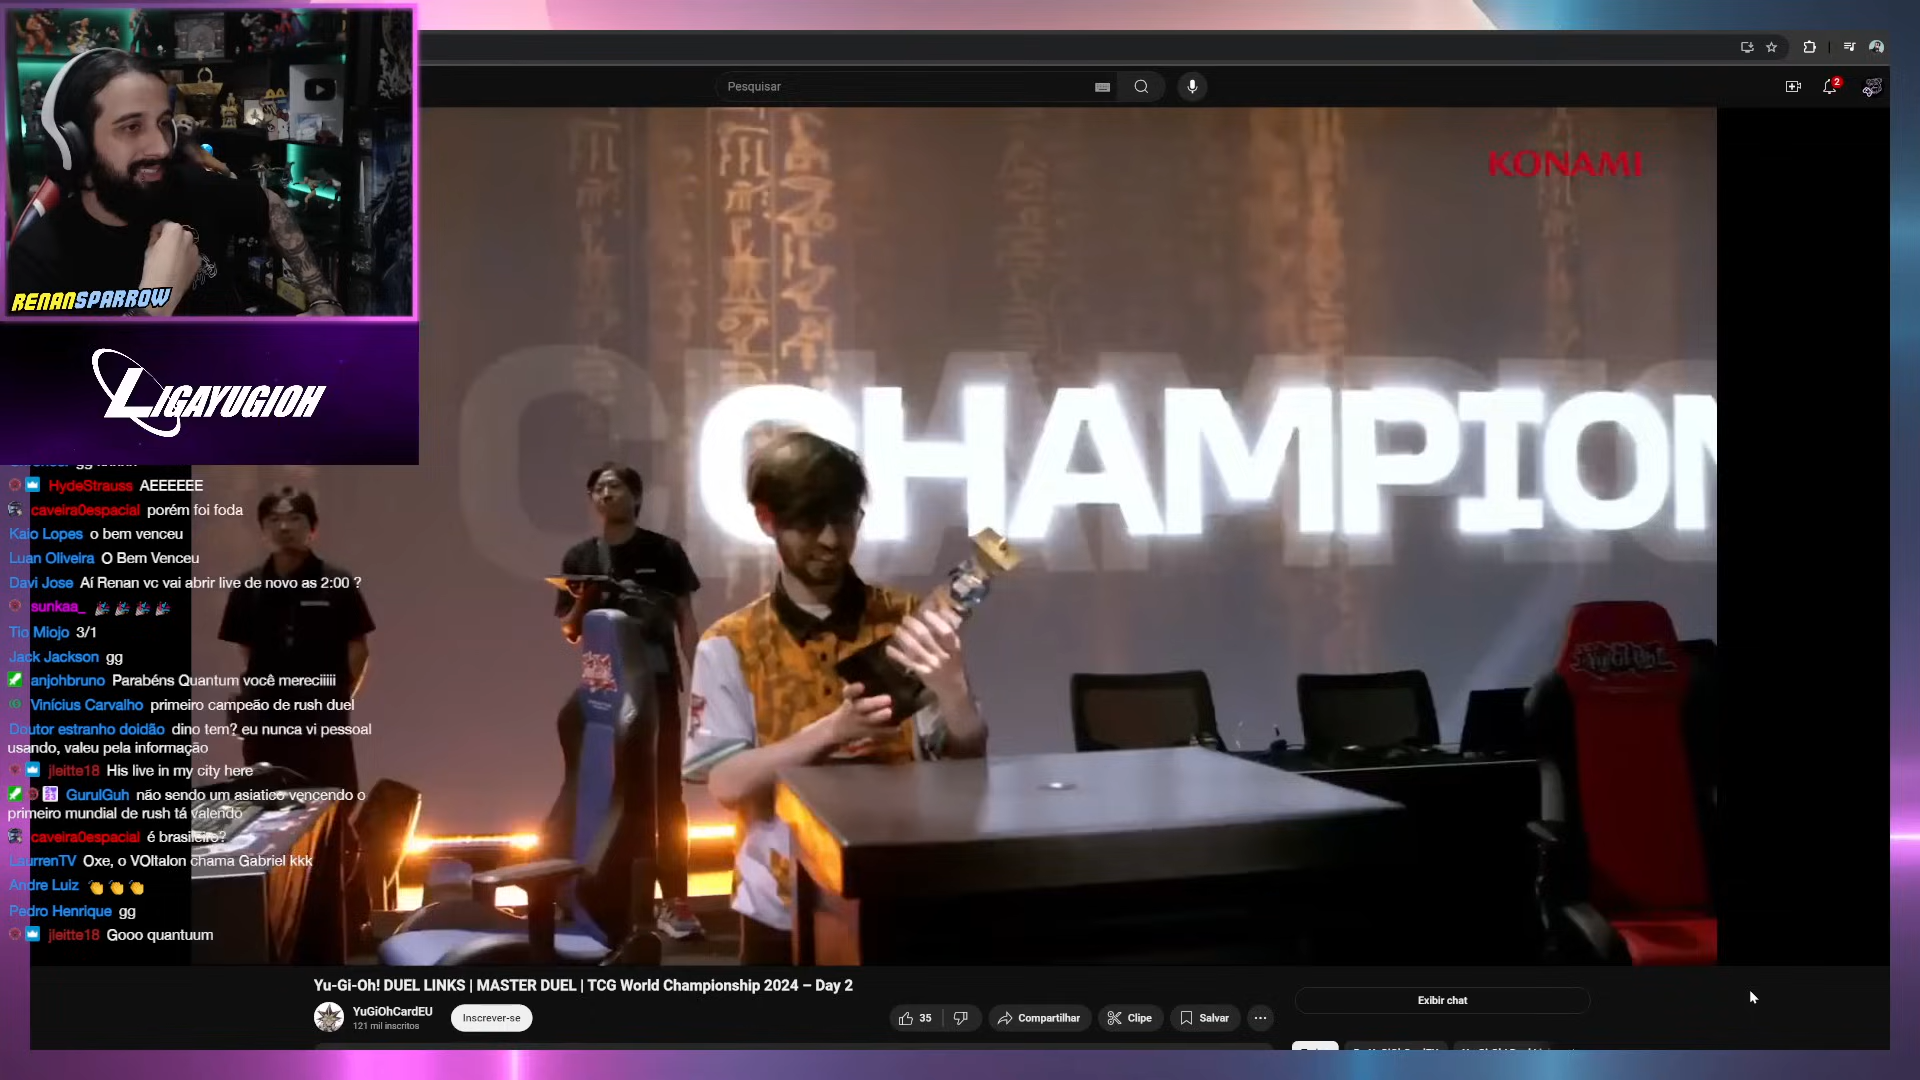 Pesquisar
2
KONAMI
CHAMPION
RENANSPARROW
LIGAYUGIOH
HydeStrauss AEEEEEE
caveira0espacial porém foi foda
Kaio Lopes o bem venceu
Luan Oliveira O Bem Venceu
Davi Jose Aí Renan vc vai abrir live de novo as 2:00 ?
sunkaa_
Tio Miojo 3/1
Jack Jackson gg
anjohbruno Parabéns Quantum você mereciiiii
Vinícius Carvalho primeiro campeão de rush duel
Doutor estranho doidão dino tem? eu nunca vi pessoal
usando, valeu pela informação
jleitte18 His live in my city here
GurulGuh não sendo um asiatico vencendo o
primeiro mundial de rush tá valendo
caveira0espacial é brasileiro?
LaurrenTV Oxe, o VOltalon chama Gabriel kkk
Andre Luiz
Pedro Henrique gg
jleitte18 Gooo quantuum
Yu-Gi-Oh!
Yu-Gi-Oh! DUEL LINKS | MASTER DUEL | TCG World Championship 2024 – Day 2
YuGiOhCardEU
121 mil inscritos
Inscrever-se
35
Compartilhar
Clipe
Salvar
Exibir chat